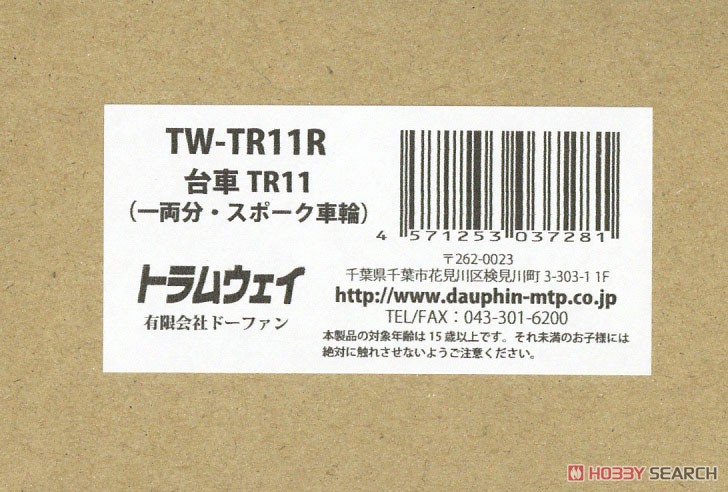 TW-TR11R
台車 TR11
(一両分・スポーク車輪)
4 571253 037281
トラムウェイ
有限会社ドーファン
〒262-0023
千葉県千葉市花見川区検見川町 3-303-1 1F
http://www.dauphin-mtp.co.jp
TEL/FAX：043-301-6200
本製品の対象年齢は 15 歳以上です。それ未満のお子様には
絶対に触れさせないようご注意ください。
HOBBY SEARCH